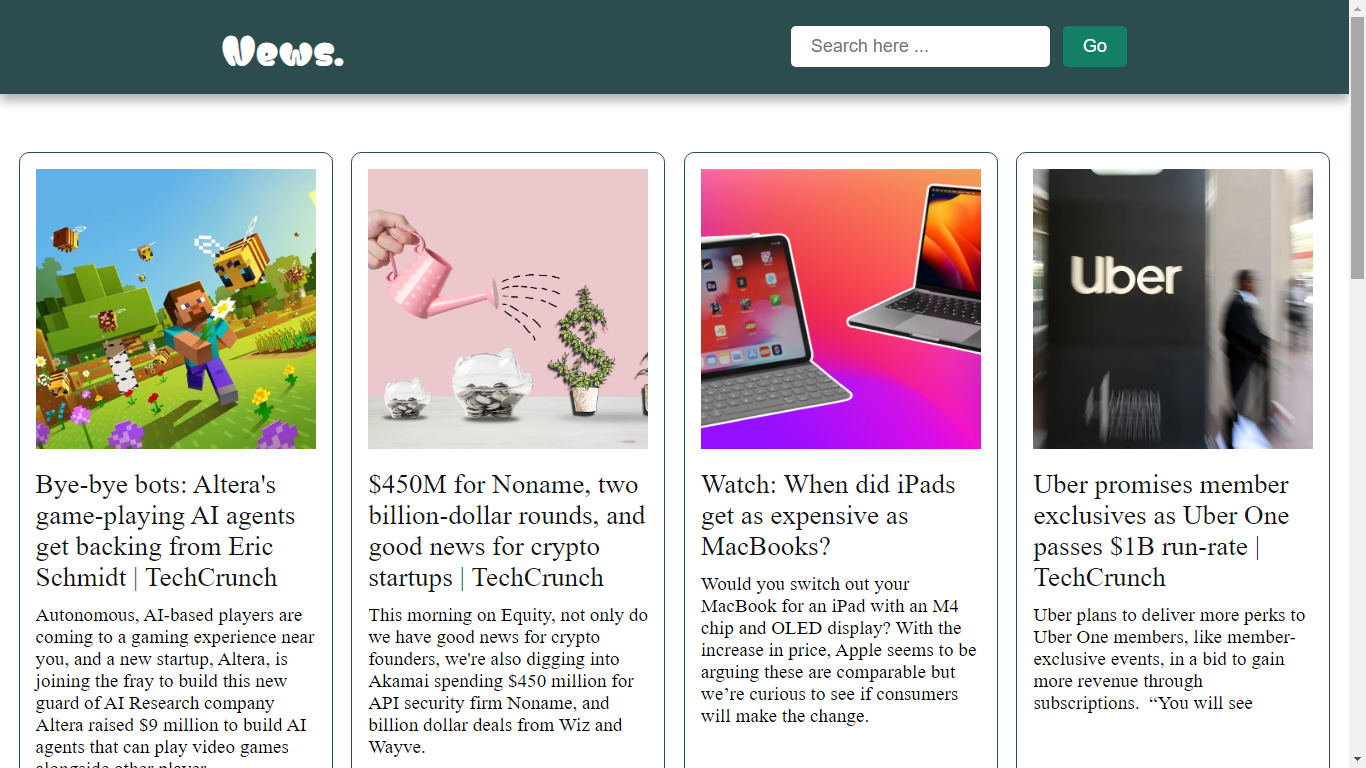 News.
Search here ...
Go
Uber
Bye-bye bots: Altera's
game-playing AI agents
get backing from Eric
Schmidt | TechCrunch
Autonomous, AI-based players are
coming to a gaming experience near
you, and a new startup, Altera, is
joining the fray to build this new
guard of AI Research company
Altera raised $9 million to build AI
agents that can play video games
alongside other player
$450M for Noname, two
billion-dollar rounds, and
good news for crypto
startups | TechCrunch
This morning on Equity, not only do
we have good news for crypto
founders, we're also digging into
Akamai spending $450 million for
API security firm Noname, and
billion dollar deals from Wiz and
Wayve.
Watch: When did iPads
get as expensive as
MacBooks?
Would you switch out your
MacBook for an iPad with an M4
chip and OLED display? With the
increase in price, Apple seems to be
arguing these are comparable but
we’re curious to see if consumers
will make the change.
Uber promises member
exclusives as Uber One
passes $1B run-rate |
TechCrunch
Uber plans to deliver more perks to
Uber One members, like member-
exclusive events, in a bid to gain
more revenue through
subscriptions.  “You will see